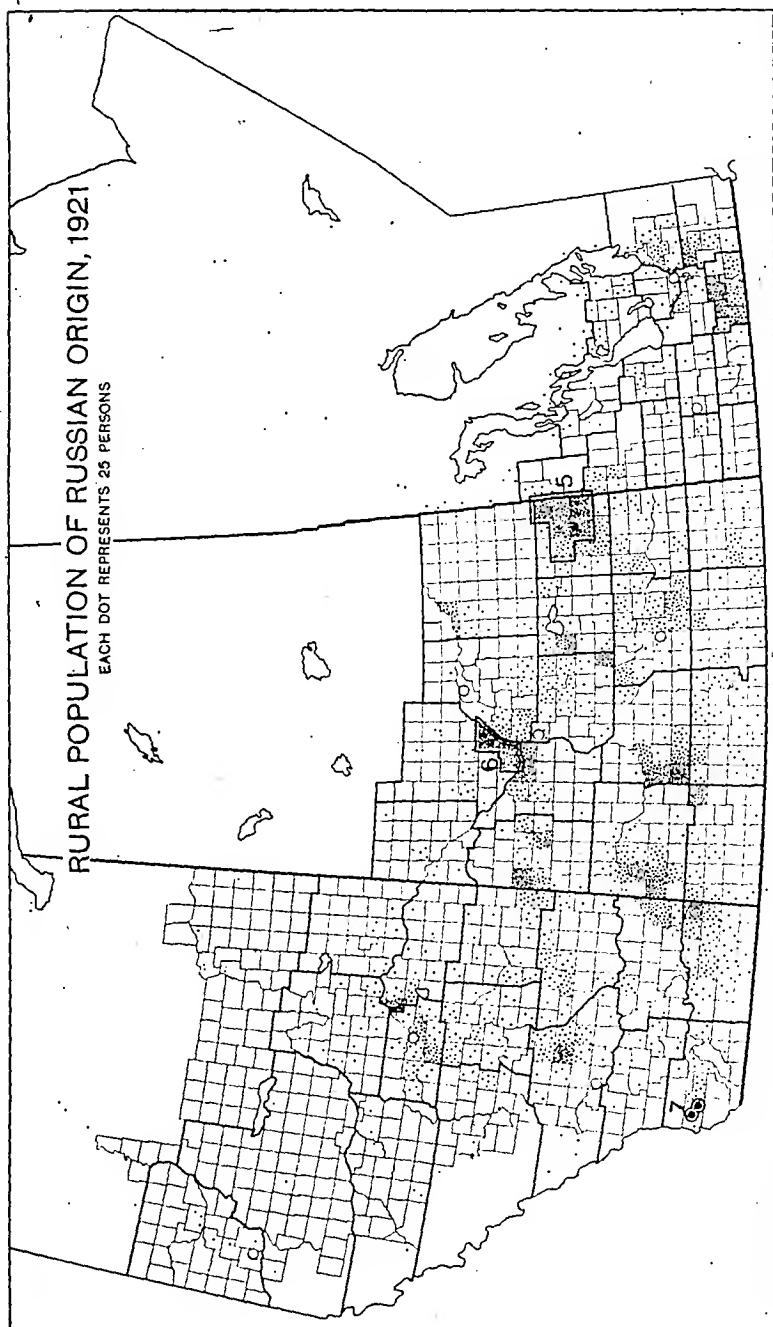 RURAL POPULATION OF RUSSIAN ORIGIN, 1921
EACH DOT REPRESENTS 25 PERSONS
5
6
7